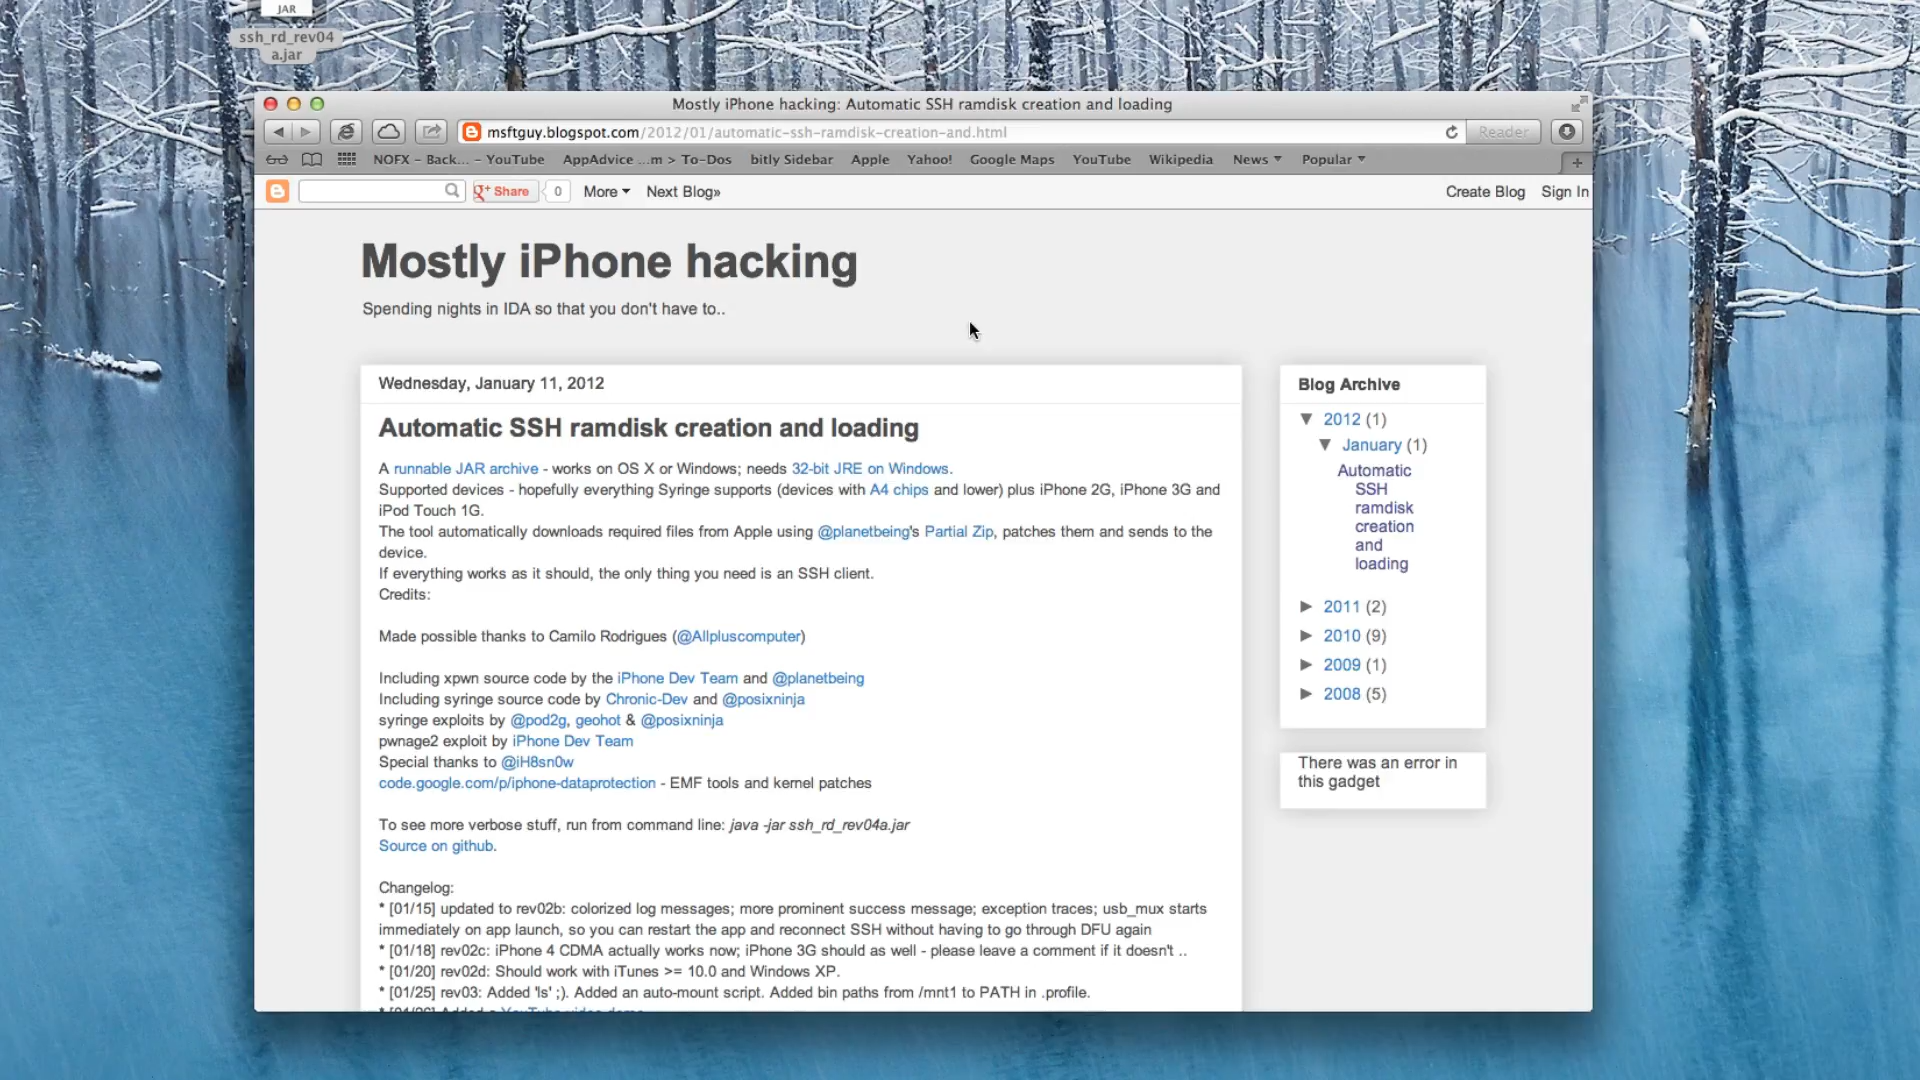 JAR
ssh_rd_rev04
a.jar
Mostly iPhone hacking: Automatic SSH ramdisk creation and loading
msftguy.blogspot.com/2012/01/automatic-ssh-ramdisk-creation-and.html
Reader
NOFX – Back... – YouTube AppAdvice ...m > To-Dos bitly Sidebar Apple Yahoo! Google Maps YouTube Wikipedia News Popular
Share 0 More Next Blog» Create Blog Sign In
Mostly iPhone hacking
Spending nights in IDA so that you don't have to..
Wednesday, January 11, 2012
Automatic SSH ramdisk creation and loading
A runnable JAR archive - works on OS X or Windows; needs 32-bit JRE on Windows.
Supported devices - hopefully everything Syringe supports (devices with A4 chips and lower) plus iPhone 2G, iPhone 3G and
iPod Touch 1G.
The tool automatically downloads required files from Apple using @planetbeing's Partial Zip, patches them and sends to the
device.
If everything works as it should, the only thing you need is an SSH client.
Credits:
Made possible thanks to Camilo Rodrigues (@Allpluscomputer)
Including xpwn source code by the iPhone Dev Team and @planetbeing
Including syringe source code by Chronic-Dev and @posixninja
syringe exploits by @pod2g, geohot & @posixninja
pwnage2 exploit by iPhone Dev Team
Special thanks to @iH8sn0w
code.google.com/p/iphone-dataprotection - EMF tools and kernel patches
To see more verbose stuff, run from command line: java -jar ssh_rd_rev04a.jar
Source on github.
Changelog:
* [01/15] updated to rev02b: colorized log messages; more prominent success message; exception traces; usb_mux starts
immediately on app launch, so you can restart the app and reconnect SSH without having to go through DFU again
* [01/18] rev02c: iPhone 4 CDMA actually works now; iPhone 3G should as well - please leave a comment if it doesn't ..
* [01/20] rev02d: Should work with iTunes >= 10.0 and Windows XP.
* [01/25] rev03: Added 'ls' ;). Added an auto-mount script. Added bin paths from /mnt1 to PATH in .profile.
* [01/26] Added a YouTube video demo
Blog Archive
▼ 2012 (1)
▼ January (1)
Automatic
SSH
ramdisk
creation
and
loading
► 2011 (2)
► 2010 (9)
► 2009 (1)
► 2008 (5)
There was an error in
this gadget